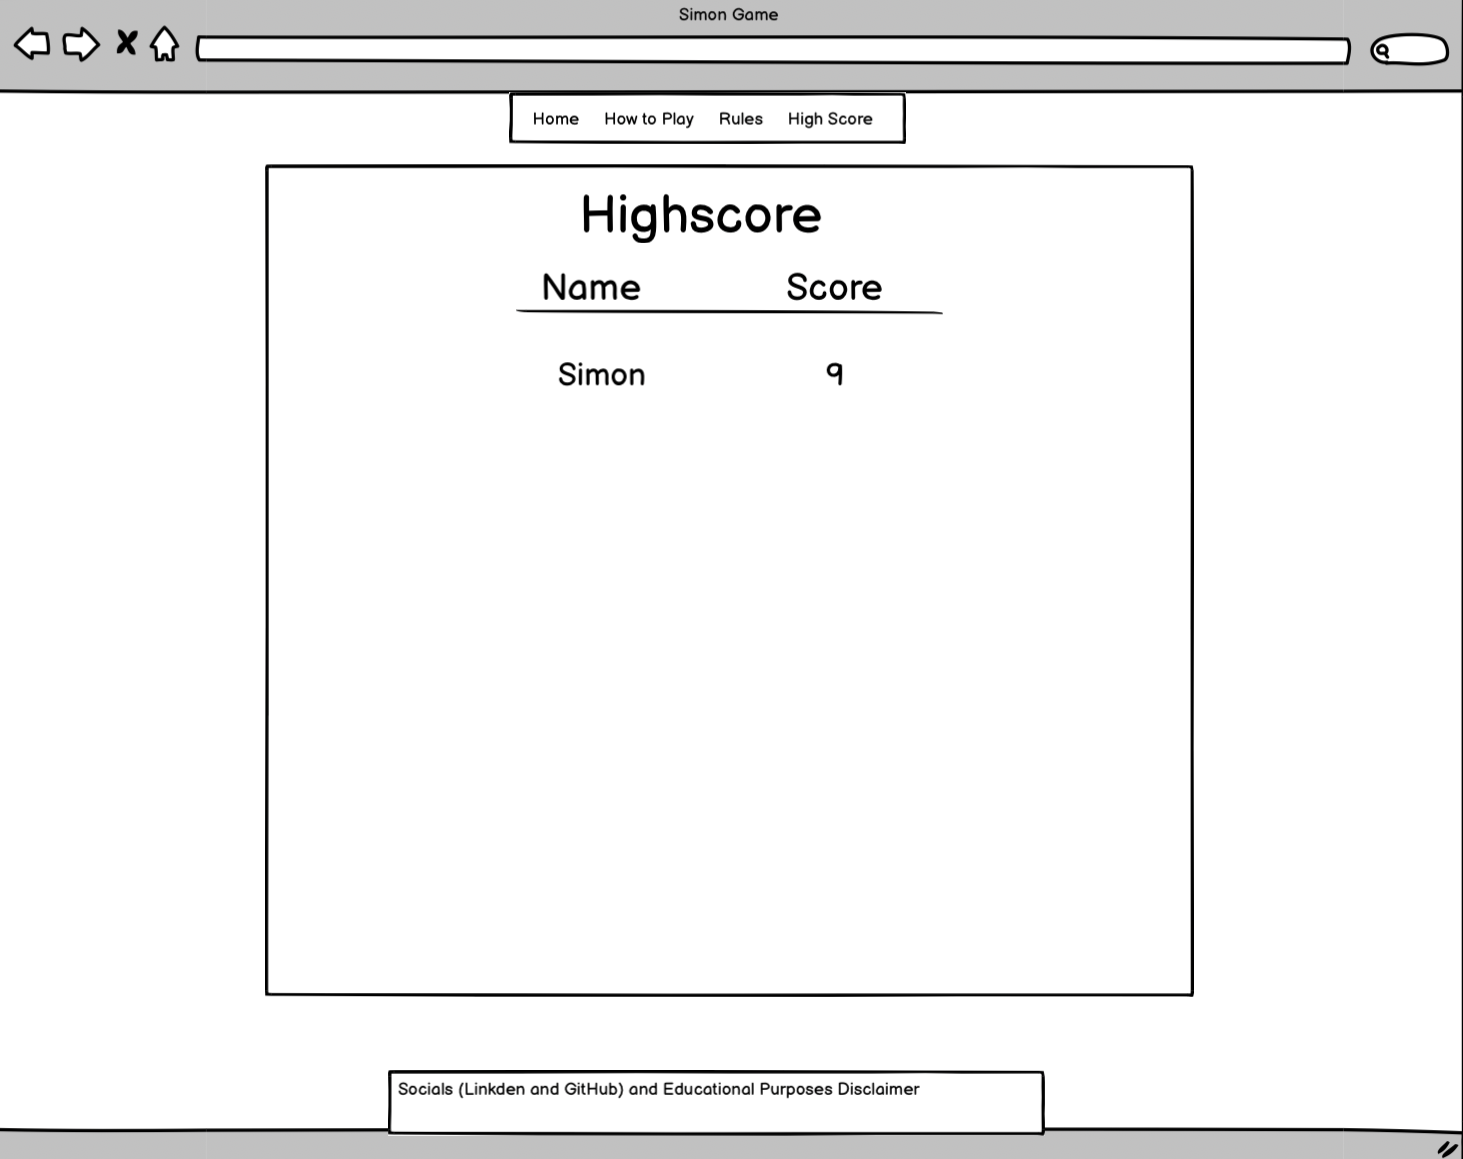 Simon Game
Home How to Play Rules High Score
Highscore
Name Score
Simon 9
Socials (Linkden and GitHub) and Educational Purposes Disclaimer